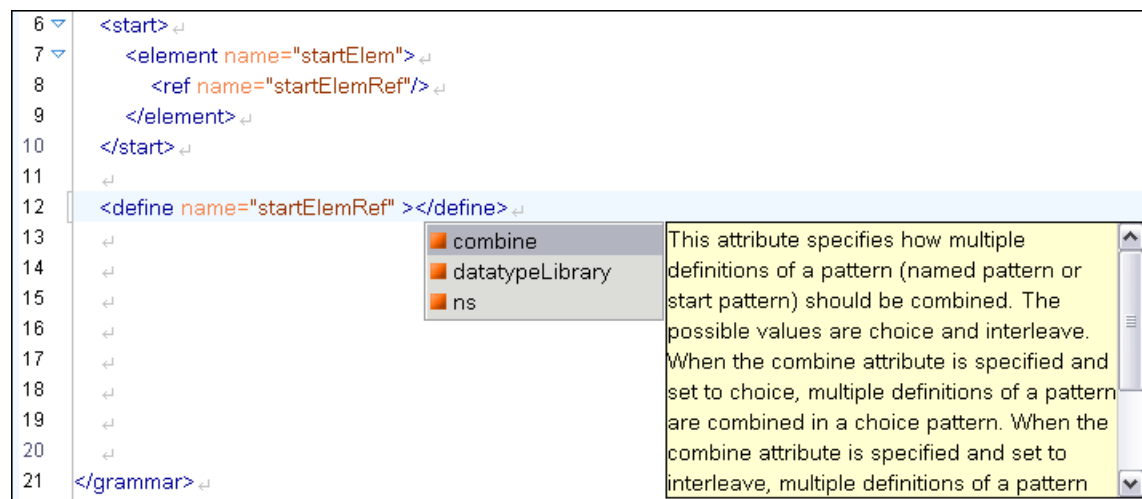 6 <start>
7 <element name="startElem">
8 <ref name="startElemRef"/>
9 </element>
10 </start>
11
12 <define name="startElemRef" ></define>
13
14
15
16
17
18
19
20
21 </grammar>
combine
datatypeLibrary
ns
This attribute specifies how multiple
definitions of a pattern (named pattern or
start pattern) should be combined. The
possible values are choice and interleave.
When the combine attribute is specified and
set to choice, multiple definitions of a pattern
are combined in a choice pattern. When the
combine attribute is specified and set to
interleave, multiple definitions of a pattern